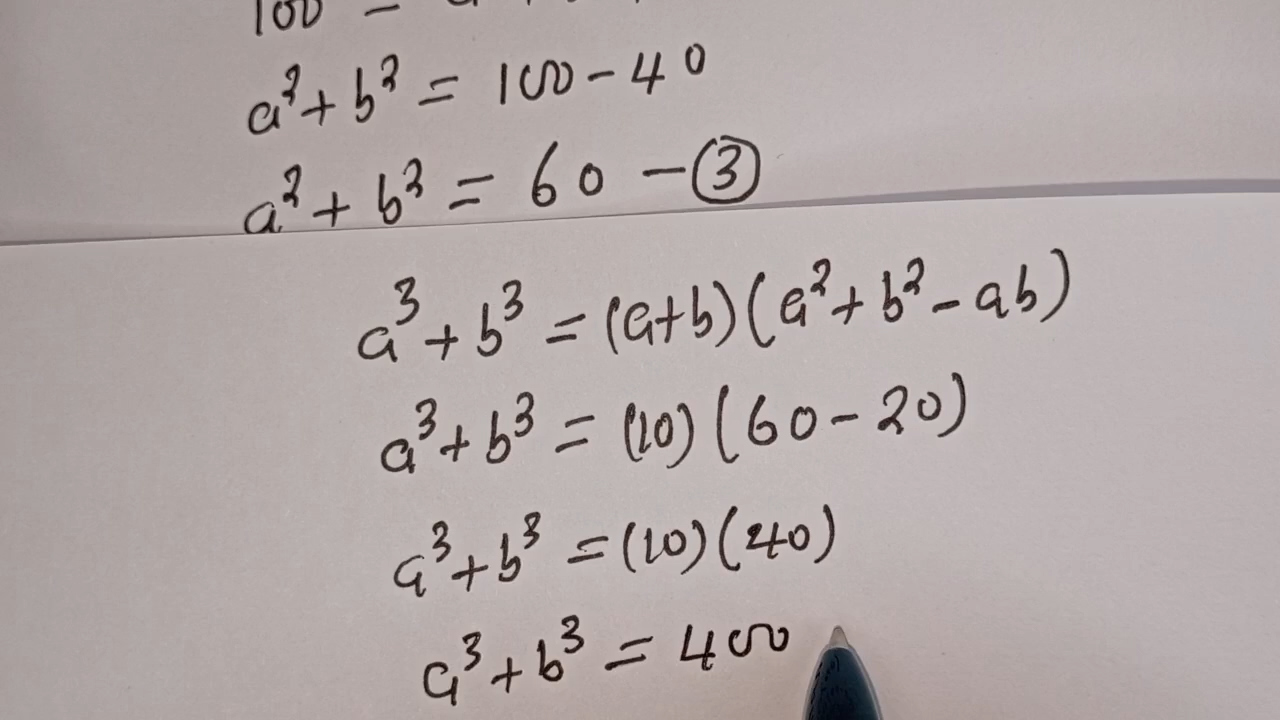 100 =
a² + b² = 100 - 40
a² + b² = 60 - ③
a³ + b³ = (a+b)(a² + b² - ab)
a³ + b³ = (10)(60 - 20)
a³ + b³ = (10)(40)
a³ + b³ = 400